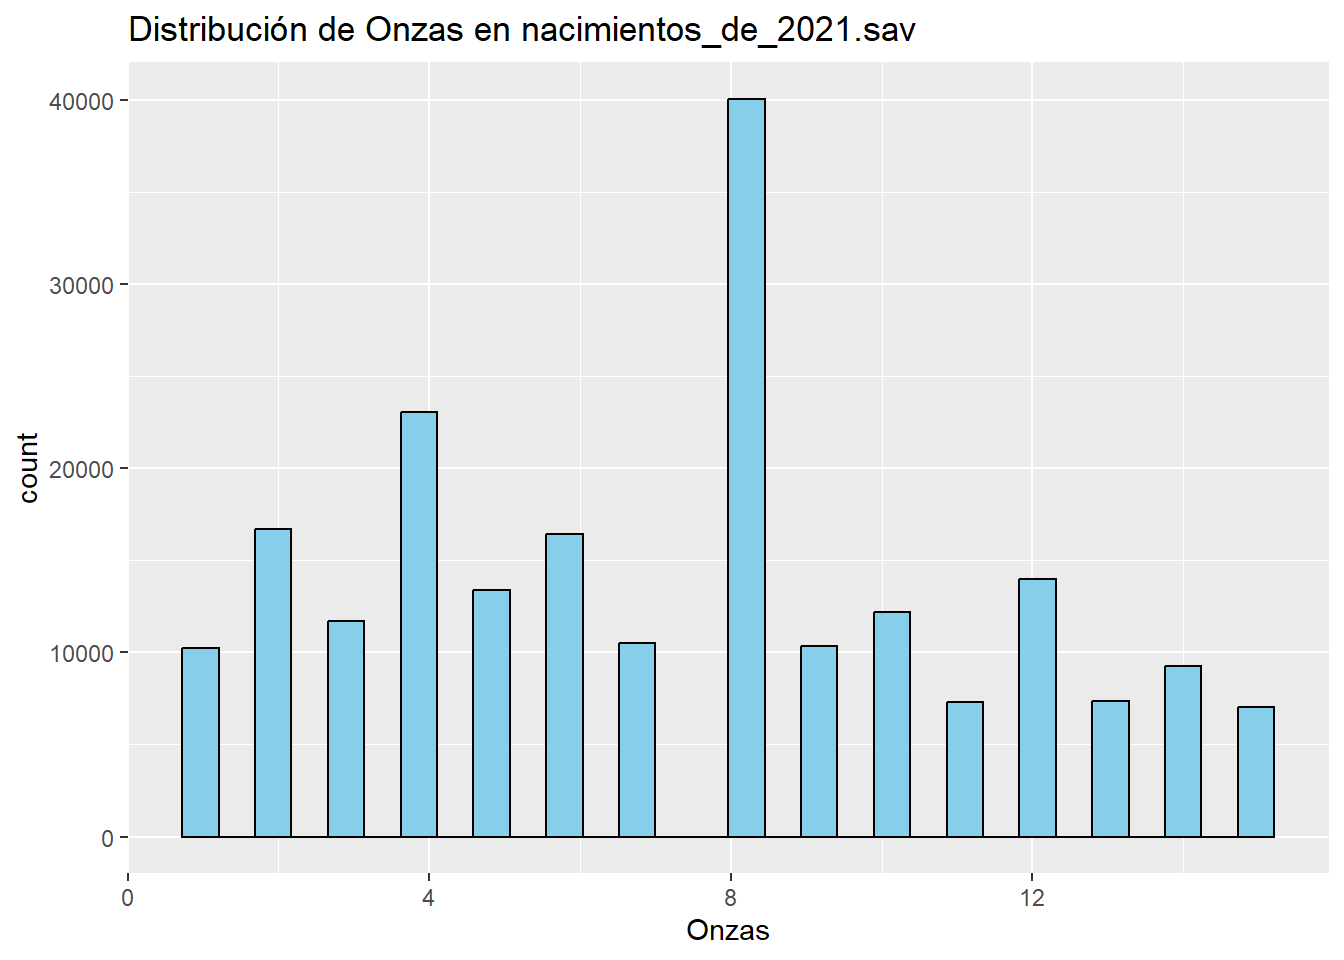 Distribución de Onzas en nacimientos_de_2021.sav
40000
30000
20000
10000
0
count
0 4 8 12
Onzas